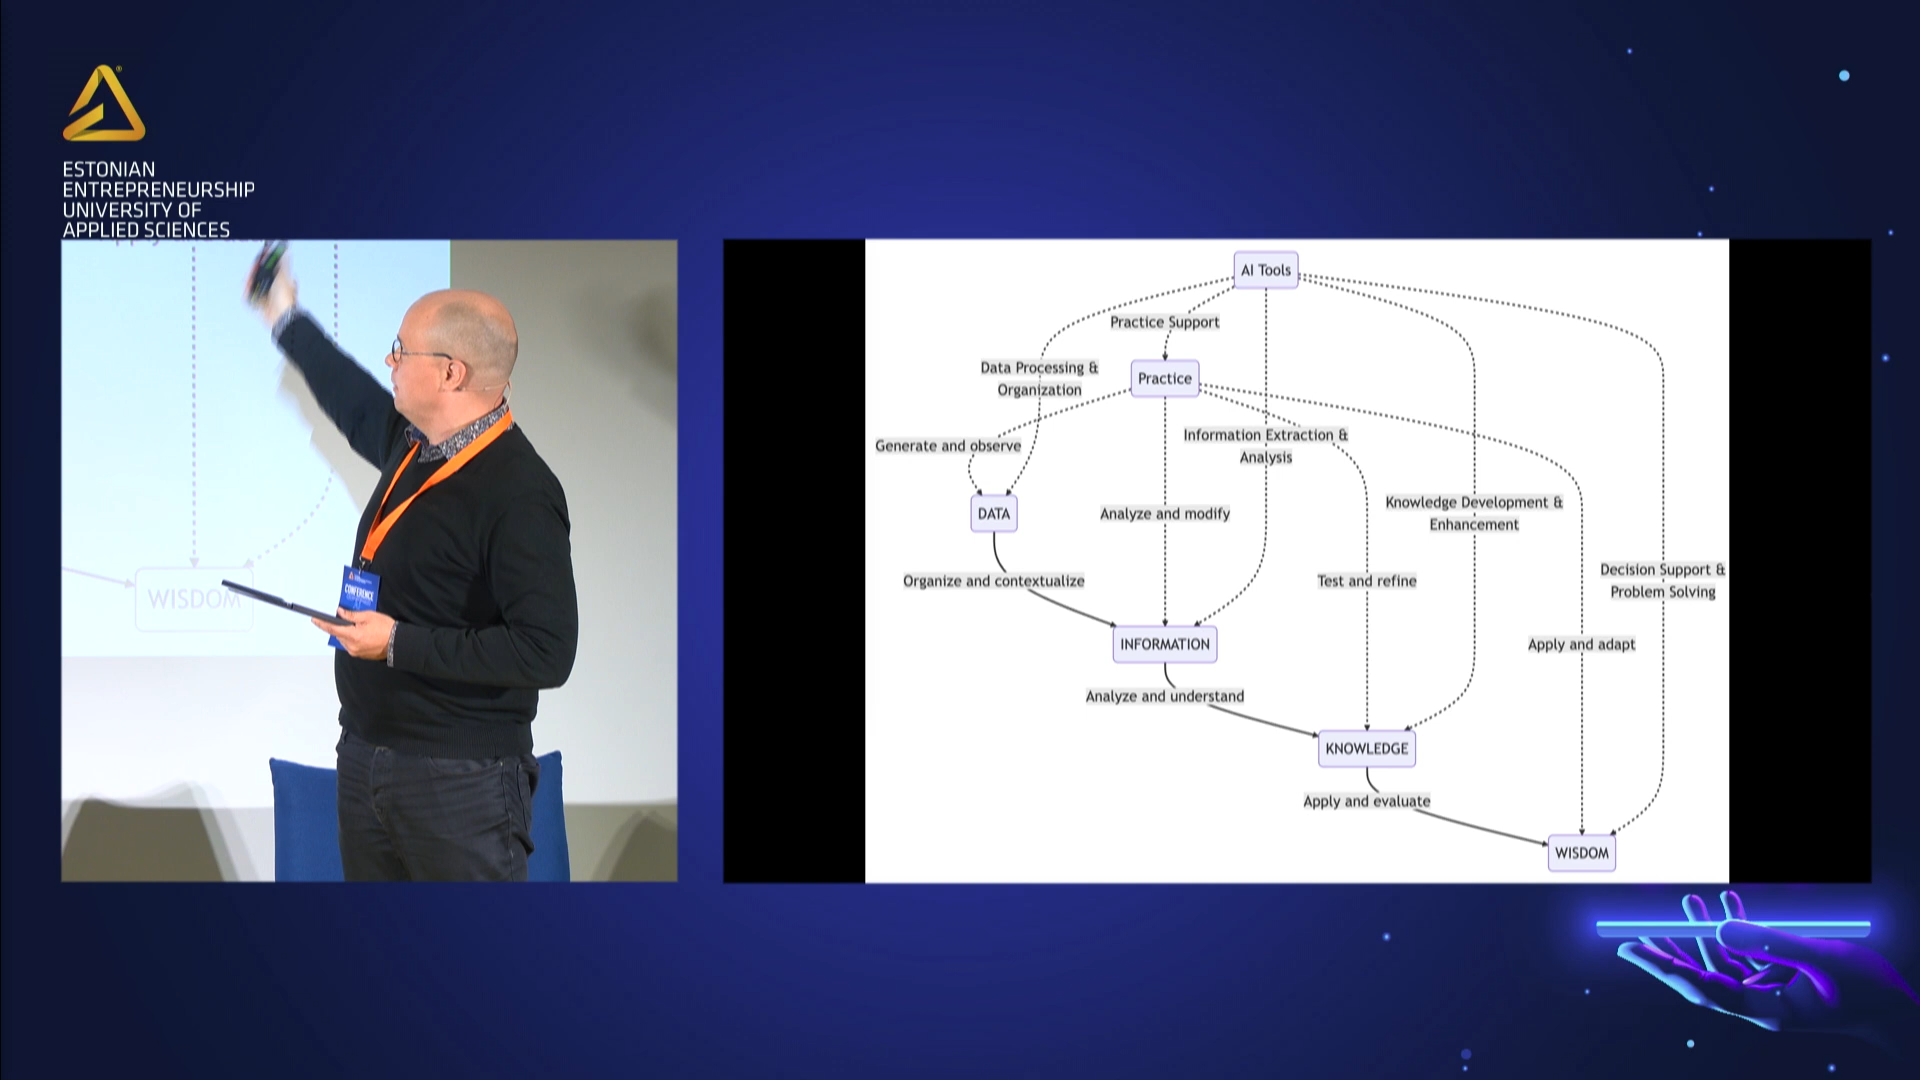 ESTONIAN
ENTREPRENEURSHIP
UNIVERSITY OF
APPLIED SCIENCES
WISDOM
CONFERENCE
AI Tools
Practice Support
Data Processing &
Organization
Practice
Generate and observe
Information Extraction &
Analysis
DATA
Analyze and modify
Knowledge Development &
Enhancement
Organize and contextualize
Test and refine
Decision Support &
Problem Solving
INFORMATION
Apply and adapt
Analyze and understand
KNOWLEDGE
Apply and evaluate
WISDOM